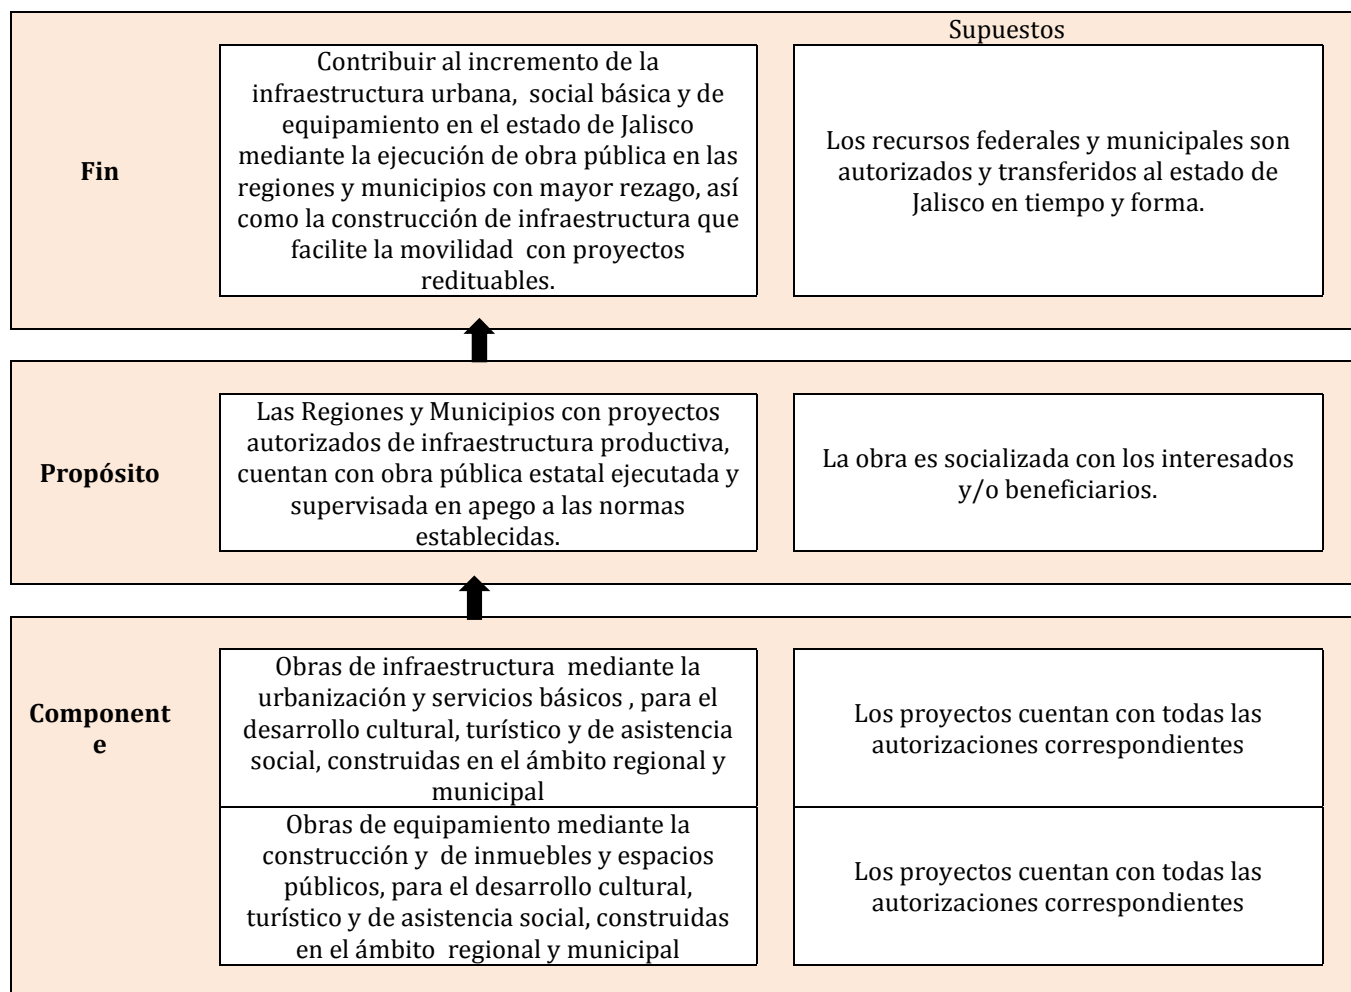 Supuestos
Fin
Contribuir al incremento de la
infraestructura urbana, social básica y de
equipamiento en el estado de Jalisco
mediante la ejecución de obra pública en las
regiones y municipios con mayor rezago, así
como la construcción de infraestructura que
facilite la movilidad con proyectos
redituables.
Los recursos federales y municipales son
autorizados y transferidos al estado de
Jalisco en tiempo y forma.
Propósito
Las Regiones y Municipios con proyectos
autorizados de infraestructura productiva,
cuentan con obra pública estatal ejecutada y
supervisada en apego a las normas
establecidas.
La obra es socializada con los interesados
y/o beneficiarios.
Component
e
Obras de infraestructura mediante la
urbanización y servicios básicos , para el
desarrollo cultural, turístico y de asistencia
social, construidas en el ámbito regional y
municipal
Los proyectos cuentan con todas las
autorizaciones correspondientes
Obras de equipamiento mediante la
construcción y de inmuebles y espacios
públicos, para el desarrollo cultural,
turístico y de asistencia social, construidas
en el ámbito regional y municipal
Los proyectos cuentan con todas las
autorizaciones correspondientes